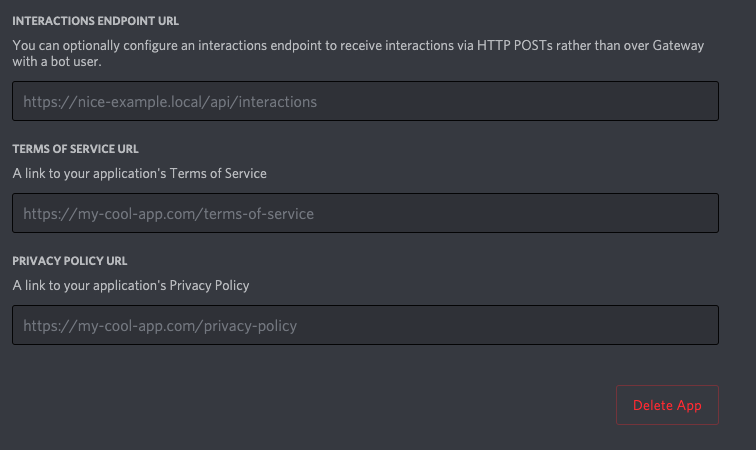 INTERACTIONS ENDPOINT URL
You can optionally configure an interactions endpoint to receive interactions via HTTP POSTs rather than over Gateway
with a bot user.
https://nice-example.local/api/interactions
TERMS OF SERVICE URL
A link to your application's Terms of Service
https://my-cool-app.com/terms-of-service
PRIVACY POLICY URL
A link to your application's Privacy Policy
https://my-cool-app.com/privacy-policy
Delete App